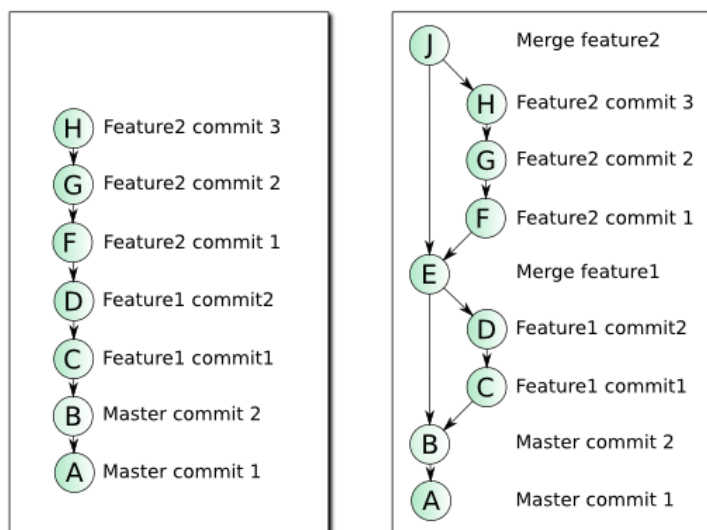 H Feature2 commit 3
G Feature2 commit 2
F Feature2 commit 1
D Feature1 commit2
C Feature1 commit1
B Master commit 2
A Master commit 1
J Merge feature2
H Feature2 commit 3
G Feature2 commit 2
F Feature2 commit 1
E Merge feature1
D Feature1 commit2
C Feature1 commit1
B Master commit 2
A Master commit 1